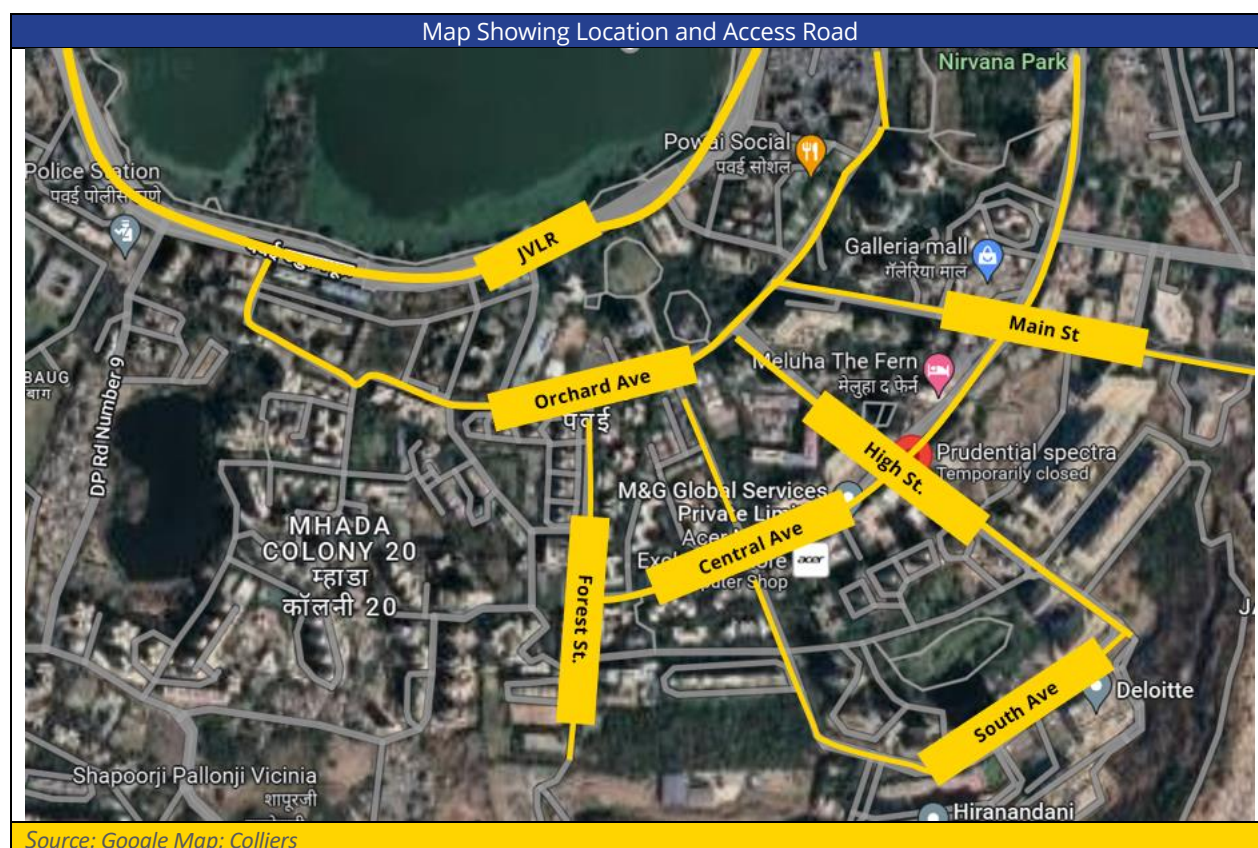 Map Showing Location and Access Road
Nirvana Park
Powai Social
पवई सोशल
Police Station
पवई पोलीस ठाणे
JVLR
Galleria mall
गॅलेरिया माल
Main St
Meluha The Fern
मेलुहा द फेर्न
BAUG
बाग
Orchard Ave
पवई
DP Rd Number 9
High St.
Prudential spectra
Temporarily closed
M&G Global Services
Private
Central Ave
acer
Shop
MHADA
COLONY 20
म्हाडा
कॉलनी 20
Forest St.
South Ave
Deloitte
Shapoorji Pallonji Vicinia
शापूरजी
Hiranandani
Source: Google Map; Colliers